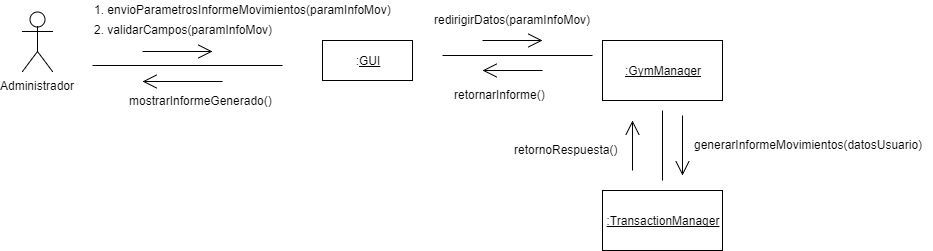 1. envioParametrosInformeMovimientos(paramInfoMov)
2. validarCampos(paramInfoMov)
redirigirDatos(paramInfoMov)
:GUI
:GymManager
Administrador
mostrarInformeGenerado()
retornarInforme()
retornoRespuesta()
generarInformeMovimientos(datosUsuario)
:TransactionManager